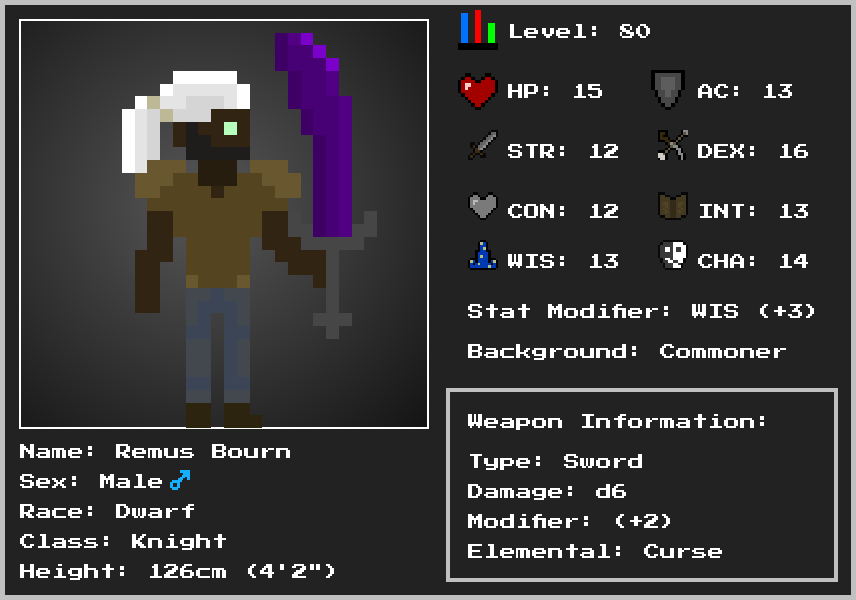 Level: 80
HP: 15
AC: 13
STR: 12
DEX: 16
CON: 12
INT: 13
WIS: 13
CHA: 14
Stat Modifier: WIS (+3)
Background: Commoner
Weapon Information:
Type: Sword
Damage: d6
Modifier: (+2)
Elemental: Curse
Name: Remus Bourn
Sex: Male♂
Race: Dwarf
Class: Knight
Height: 126cm (4'2")